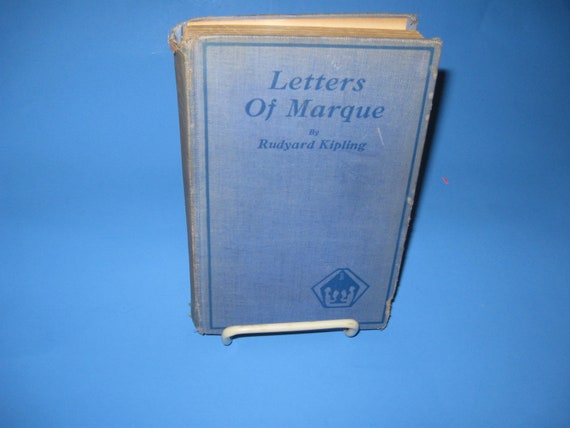 Letters
Of Marque
By
Rudyard Kipling